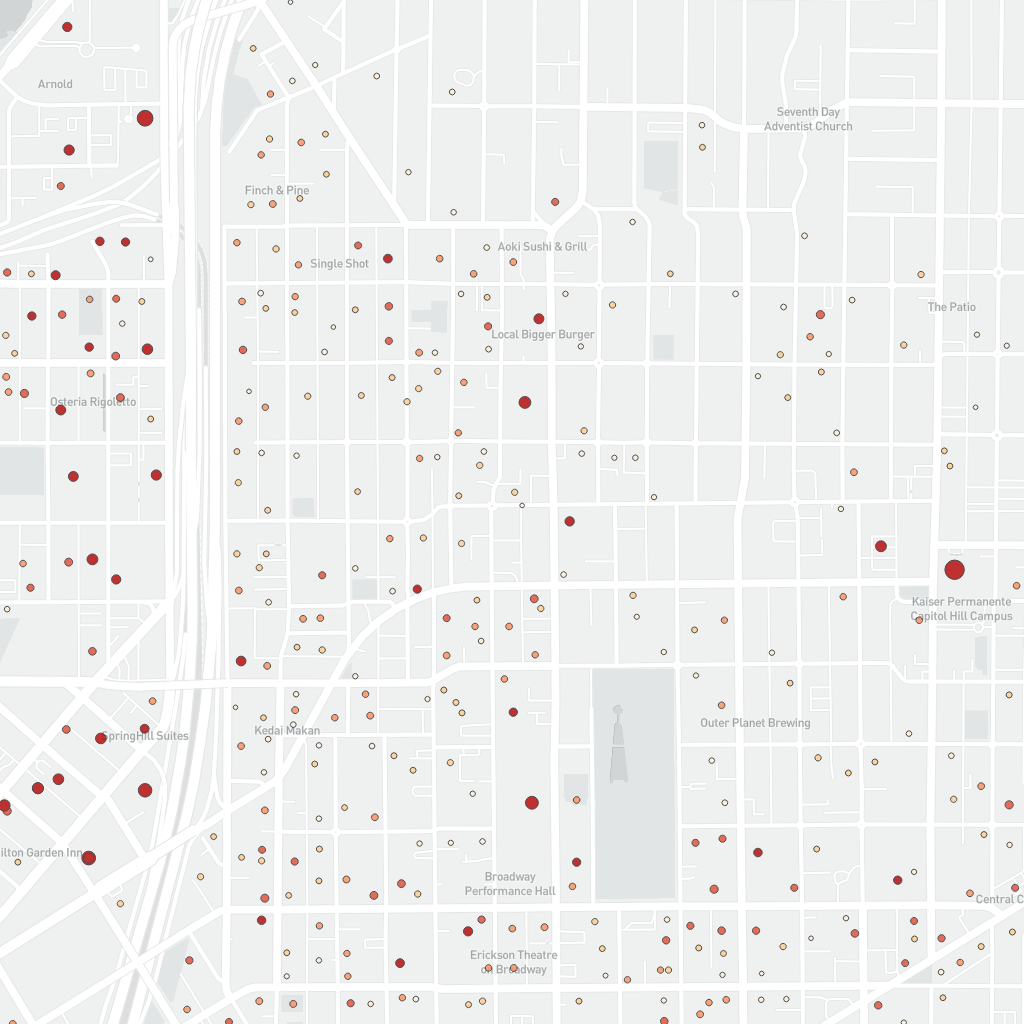 Arnold
Seventh Day
Adventist Church
Finch & Pine
Aoki Sushi & Grill
Single Shot
The Patio
Local Bigger Burger
Osteria Rigoletto
Kaiser Permanente
Capitol Hill Campus
Outer Planet Brewing
Kedai Makan
SpringHill Suites
ilton Garden Inn
Broadway
Performance Hall
Central C
Erickson Theatre
on Broadway